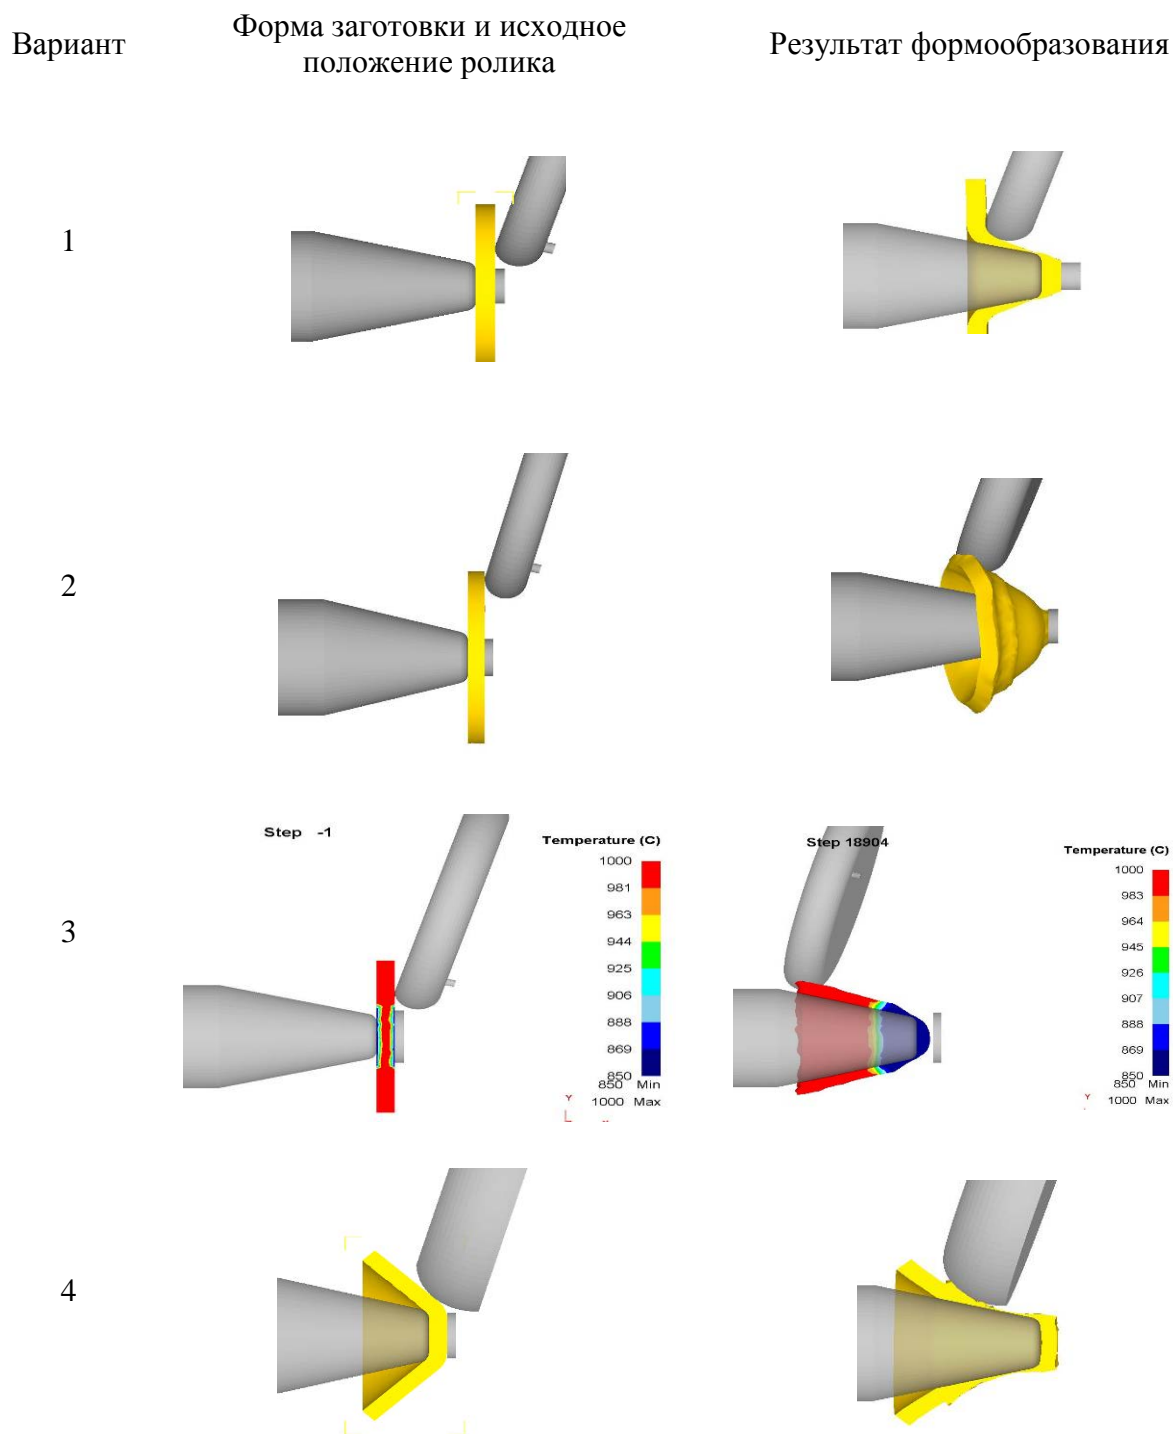 Вариант
Форма заготовки и исходное
положение ролика
Результат формообразования
1
2
Step -1
Temperature (C)
1000
981
963
944
925
906
888
869
850
850 Min
1000 Max
Y
Step 18904
Temperature (C)
1000
983
964
945
926
907
888
869
850
850 Min
1000 Max
Y
3
4